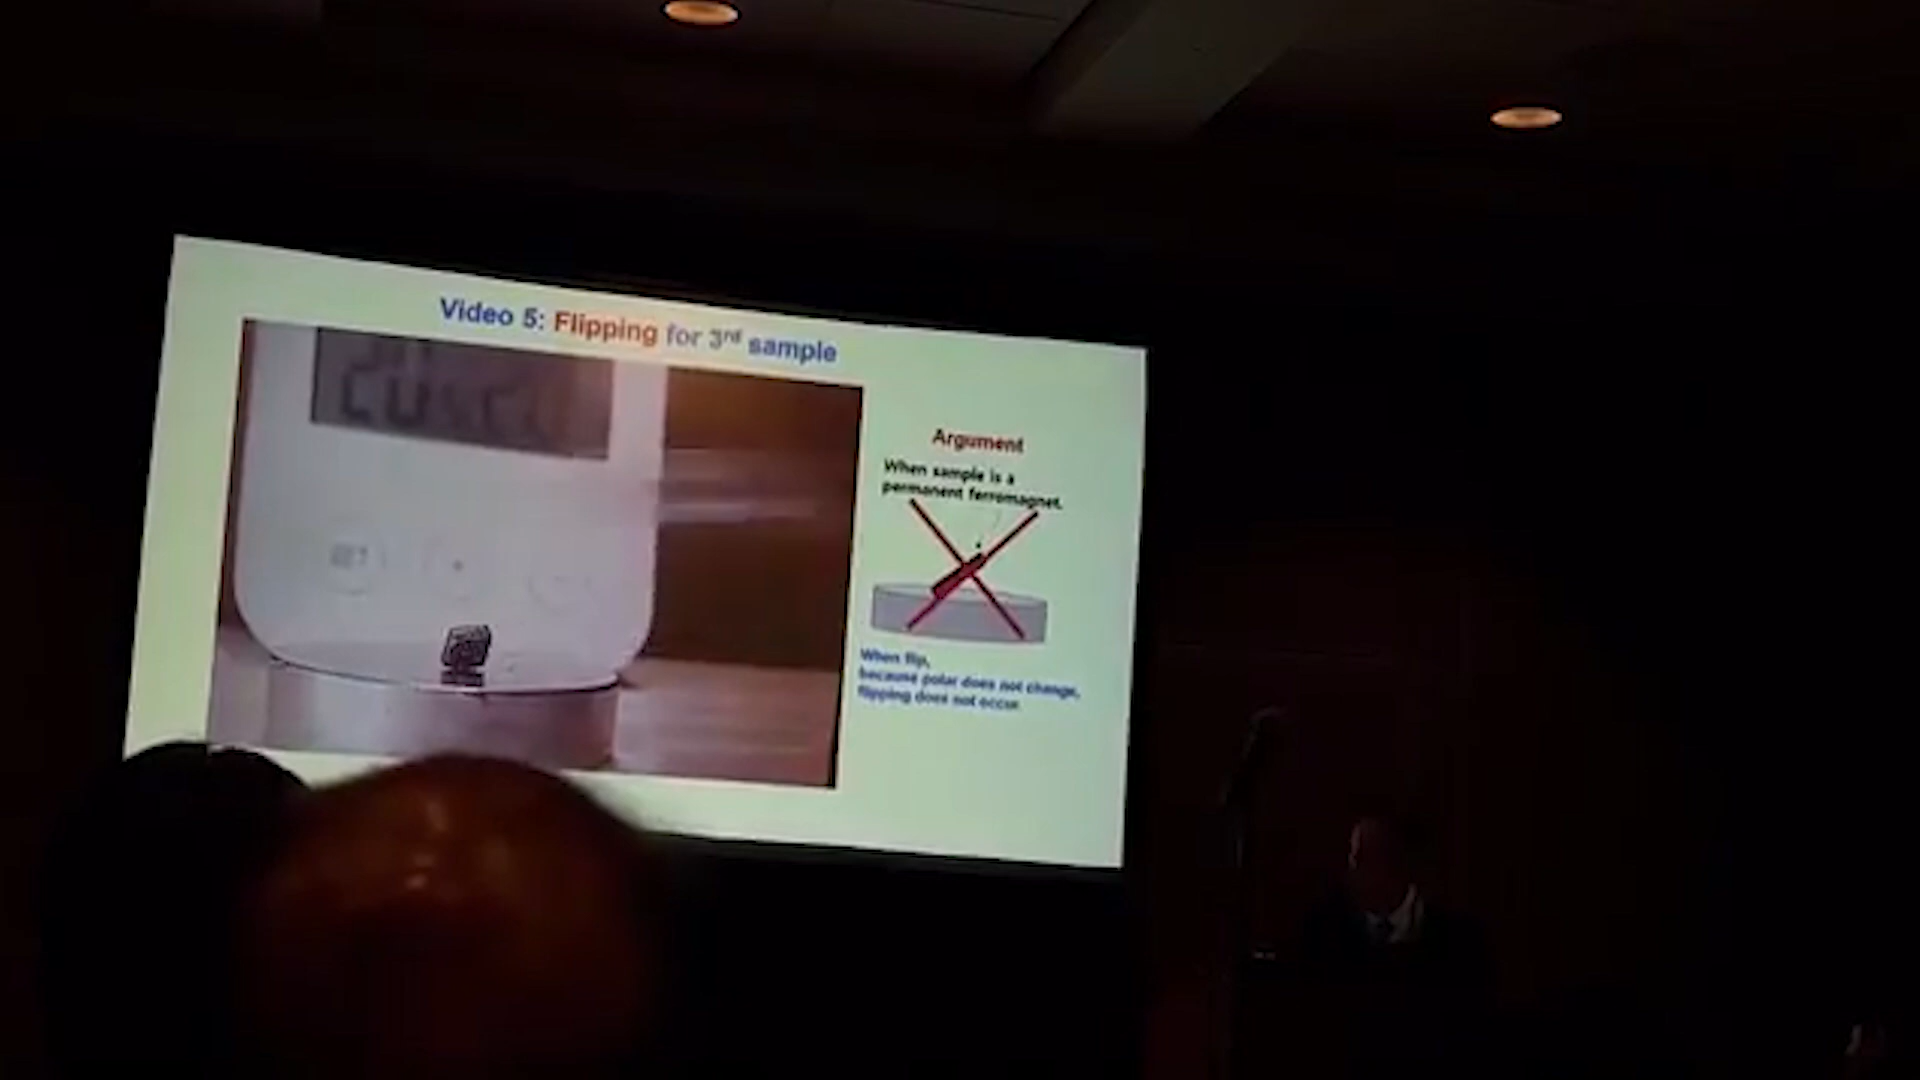 Video 5: Flipping for 3rd sample
Argument
When sample is a
permanent ferromagnet.
When flip,
because polar does not change,
flipping does not occur.